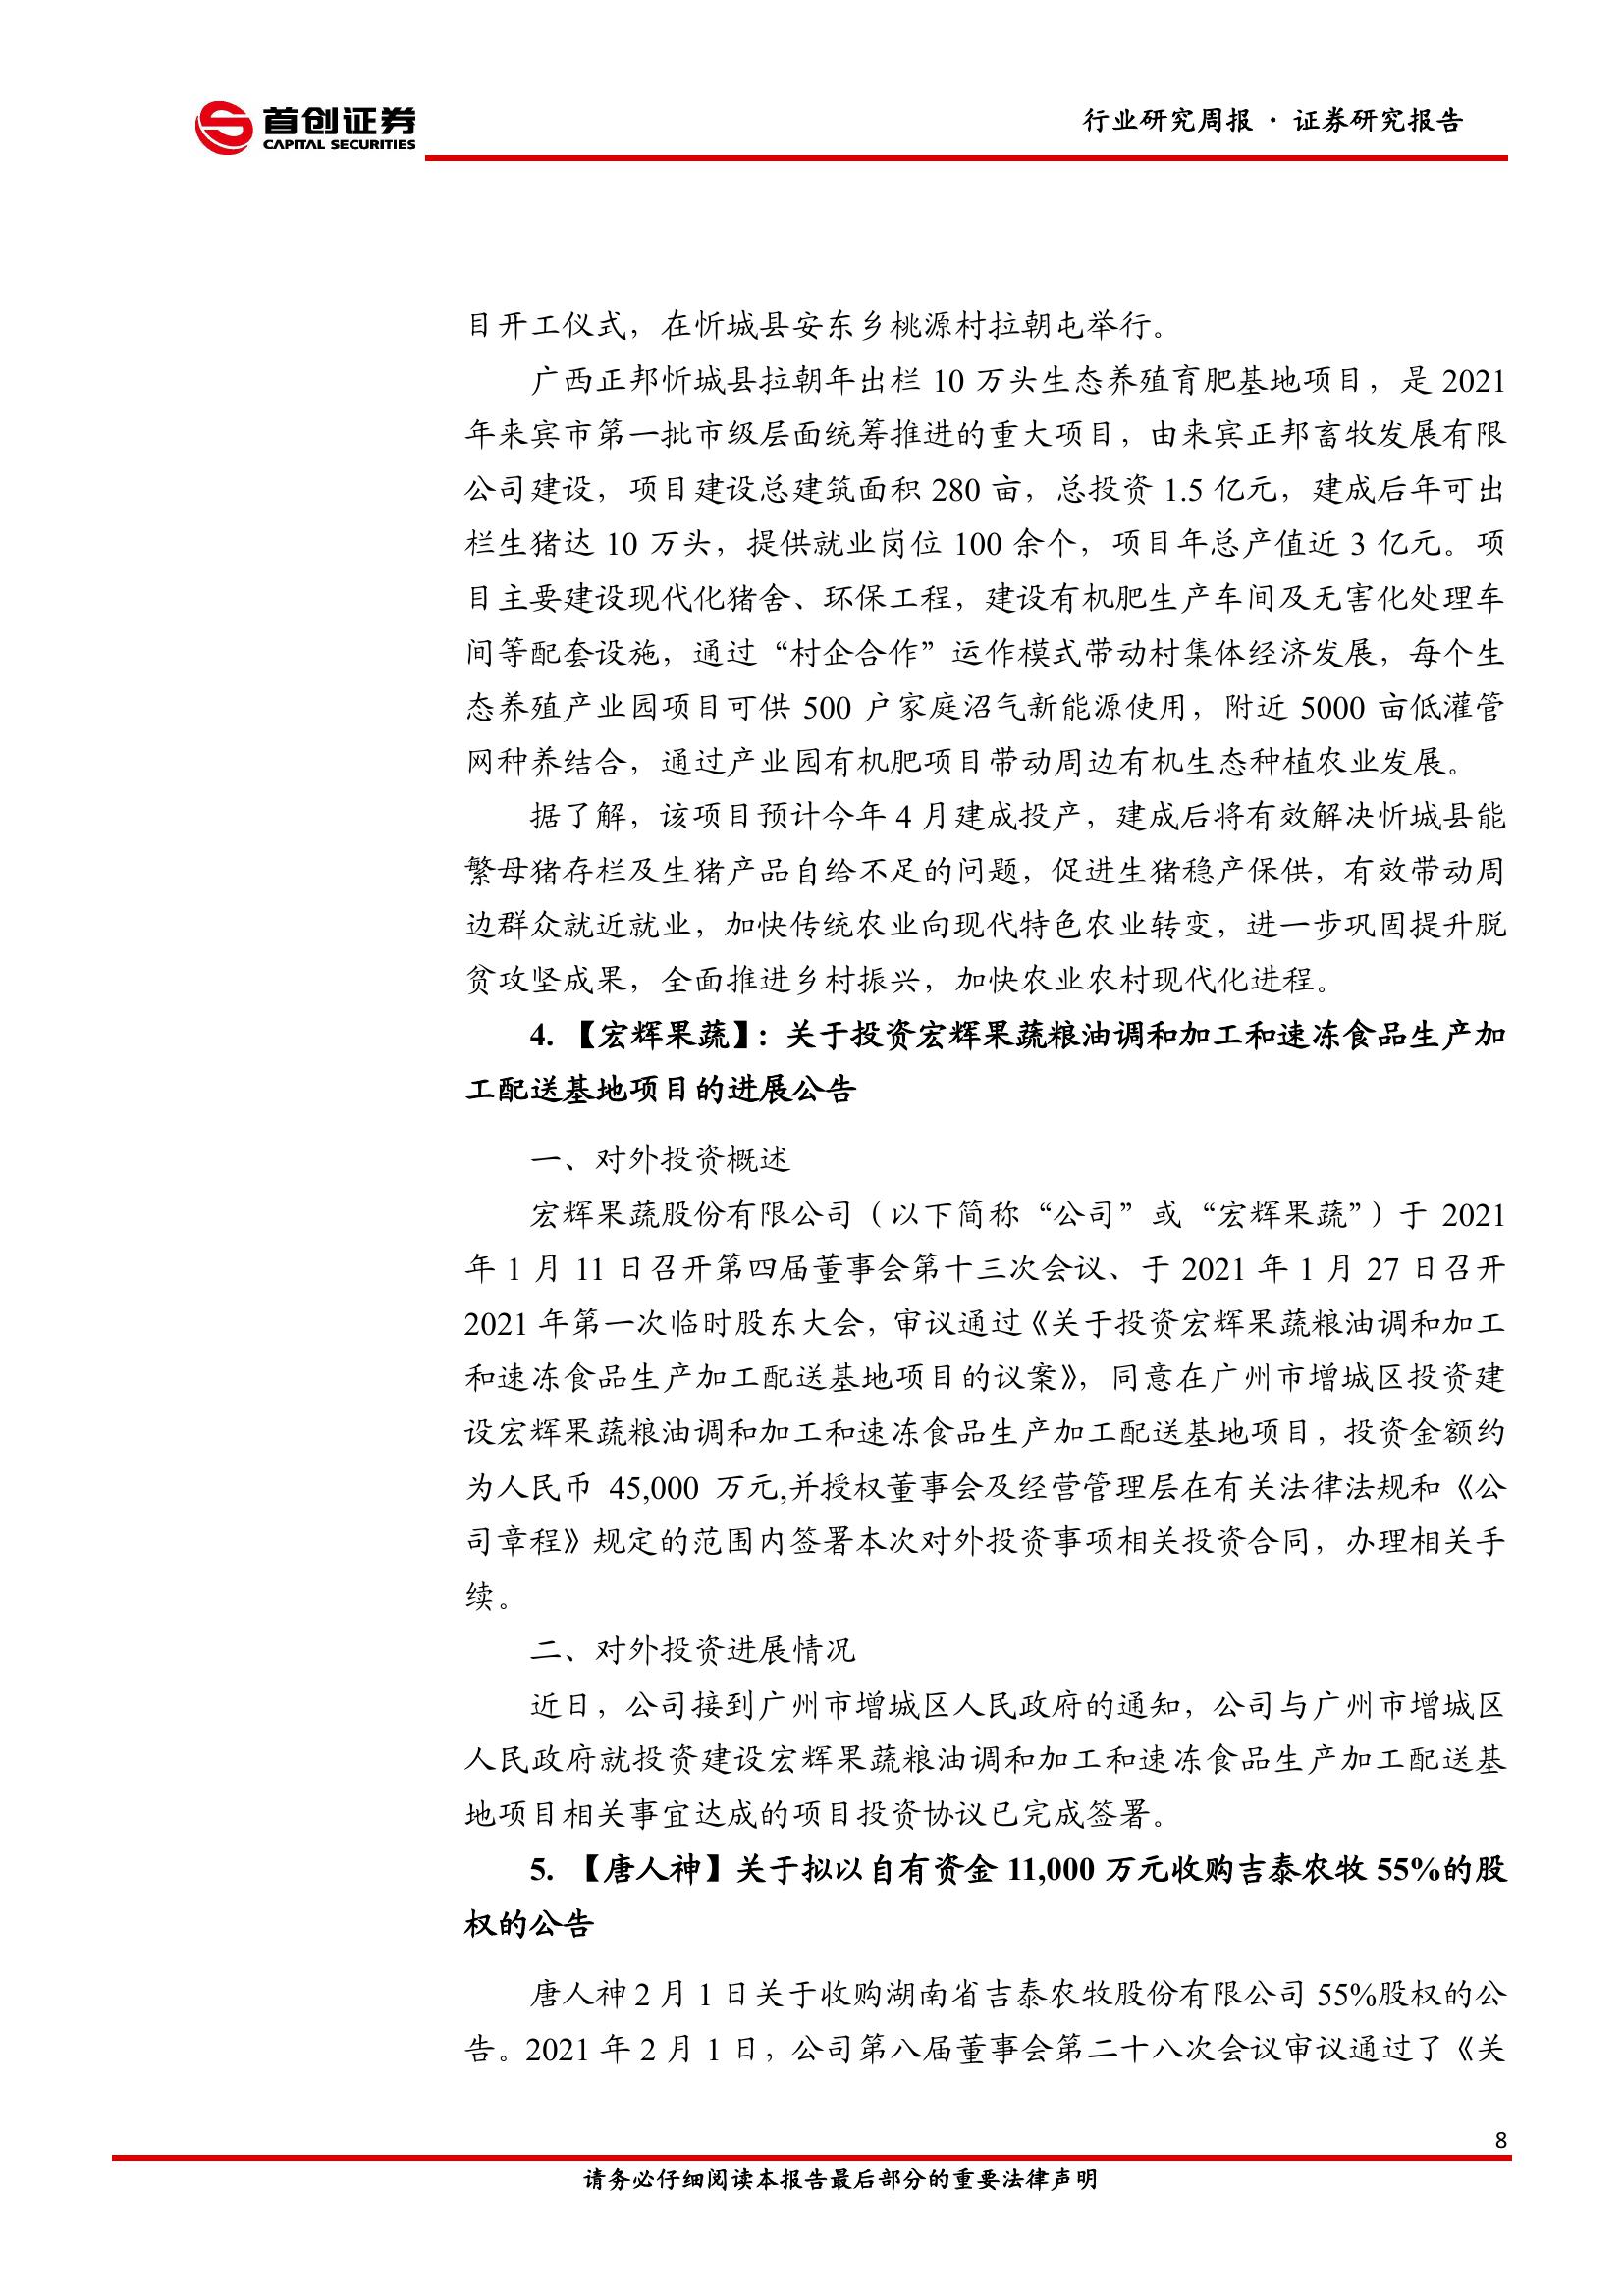 首创证券
CAPITAL SECURITIES
行业研究周报 · 证券研究报告
目开工仪式，在忻城县安东乡桃源村拉朝屯举行。
广西正邦忻城县拉朝年出栏 10 万头生态养殖育肥基地项目，是 2021
年来宾市第一批市级层面统筹推进的重大项目，由来宾正邦畜牧发展有限
公司建设，项目建设总建筑面积 280 亩，总投资 1.5 亿元，建成后年可出
栏生猪达 10 万头，提供就业岗位 100 余个，项目年总产值近 3 亿元。项
目主要建设现代化猪舍、环保工程，建设有机肥生产车间及无害化处理车
间等配套设施，通过“村企合作”运作模式带动村集体经济发展，每个生
态养殖产业园项目可供 500 户家庭沼气新能源使用，附近 5000 亩低灌管
网种养结合，通过产业园有机肥项目带动周边有机生态种植农业发展。
据了解，该项目预计今年 4 月建成投产，建成后将有效解决忻城县能
繁母猪存栏及生猪产品自给不足的问题，促进生猪稳产保供，有效带动周
边群众就近就业，加快传统农业向现代特色农业转变，进一步巩固提升脱
贫攻坚成果，全面推进乡村振兴，加快农业农村现代化进程。
4. 【宏辉果蔬】：关于投资宏辉果蔬粮油调和加工和速冻食品生产加
工配送基地项目的进展公告
一、对外投资概述
宏辉果蔬股份有限公司（以下简称“公司”或“宏辉果蔬”）于 2021
年 1 月 11 日召开第四届董事会第十三次会议、于 2021 年 1 月 27 日召开
2021 年第一次临时股东大会，审议通过《关于投资宏辉果蔬粮油调和加工
和速冻食品生产加工配送基地项目的议案》，同意在广州市增城区投资建
设宏辉果蔬粮油调和加工和速冻食品生产加工配送基地项目，投资金额约
为人民币 45,000 万元,并授权董事会及经营管理层在有关法律法规和《公
司章程》规定的范围内签署本次对外投资事项相关投资合同，办理相关手
续。
二、对外投资进展情况
近日，公司接到广州市增城区人民政府的通知，公司与广州市增城区
人民政府就投资建设宏辉果蔬粮油调和加工和速冻食品生产加工配送基
地项目相关事宜达成的项目投资协议已完成签署。
5. 【唐人神】关于拟以自有资金 11,000 万元收购吉泰农牧 55%的股
权的公告
唐人神 2 月 1 日关于收购湖南省吉泰农牧股份有限公司 55%股权的公
告。2021 年 2 月 1 日，公司第八届董事会第二十八次会议审议通过了《关
8
请务必仔细阅读本报告最后部分的重要法律声明